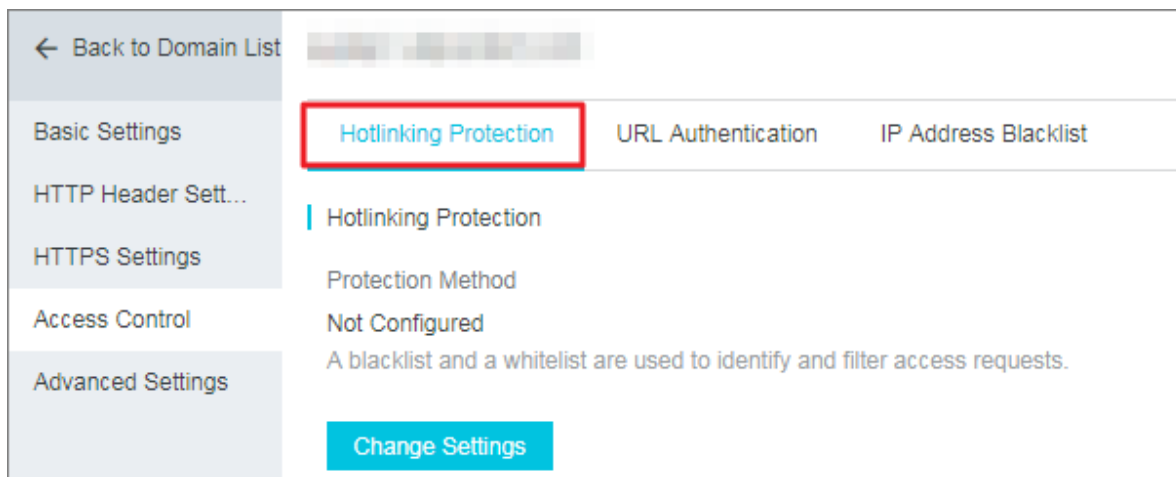 ← Back to Domain List
Basic Settings
HTTP Header Sett...
HTTPS Settings
Access Control
Advanced Settings
Hotlinking Protection
URL Authentication
IP Address Blacklist
Hotlinking Protection
Protection Method
Not Configured
A blacklist and a whitelist are used to identify and filter access requests.
Change Settings